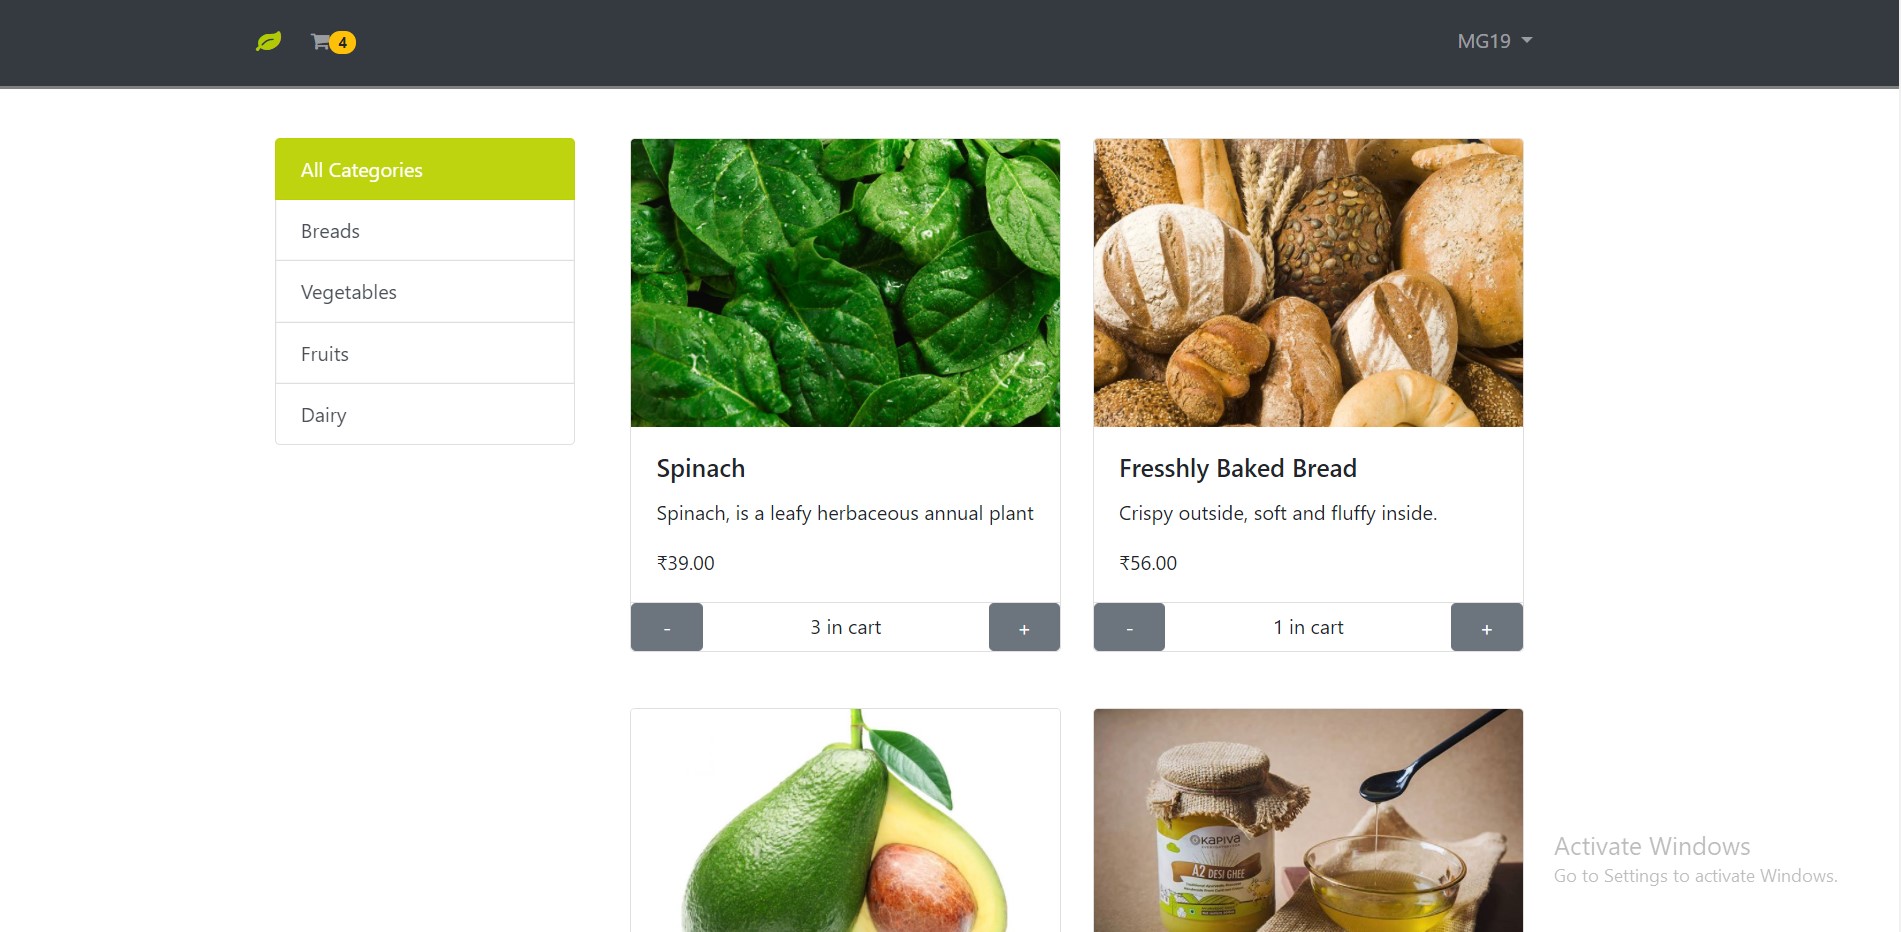 4
MG19
All Categories
Breads
Vegetables
Fruits
Dairy
Spinach
Spinach, is a leafy herbaceous annual plant
₹39.00
- 3 in cart +
Fresshly Baked Bread
Crispy outside, soft and fluffy inside.
₹56.00
- 1 in cart +
KAPIVA
A2 DESI GHEE
Activate Windows
Go to Settings to activate Windows.